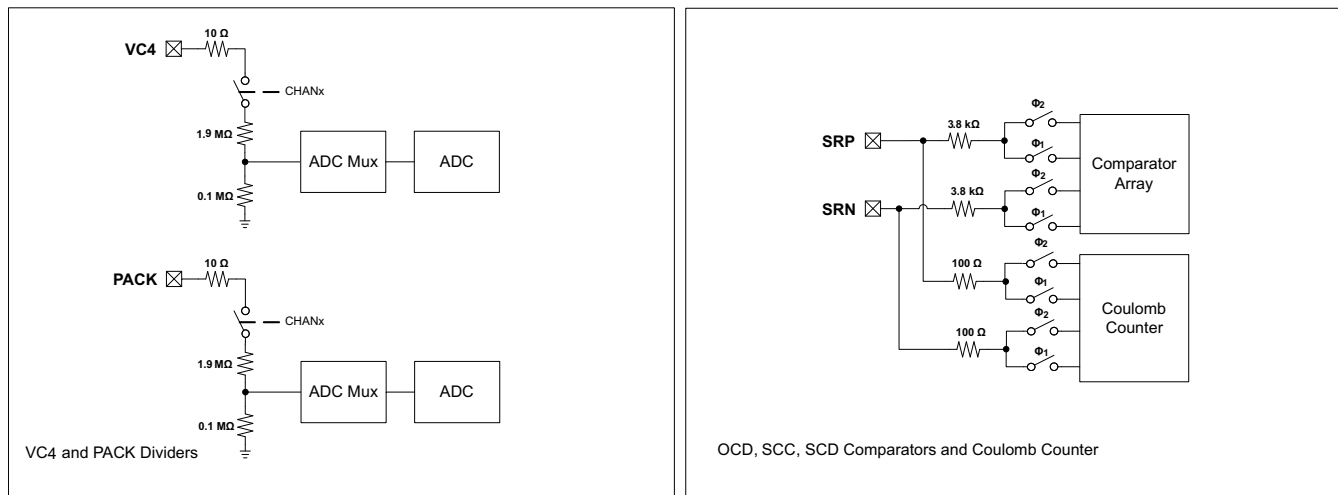 10 Ω
VC4
CHANx
1.9 MΩ
ADC Mux
ADC
0.1 MΩ
10 Ω
PACK
CHANx
1.9 MΩ
ADC Mux
ADC
0.1 MΩ
VC4 and PACK Dividers
Φ2
3.8 kΩ
SRP
Φ1
Φ2
3.8 kΩ
SRN
Φ1
Comparator
Array
Φ2
100 Ω
Φ1
Φ2
100 Ω
Φ1
Coulomb
Counter
OCD, SCC, SCD Comparators and Coulomb Counter